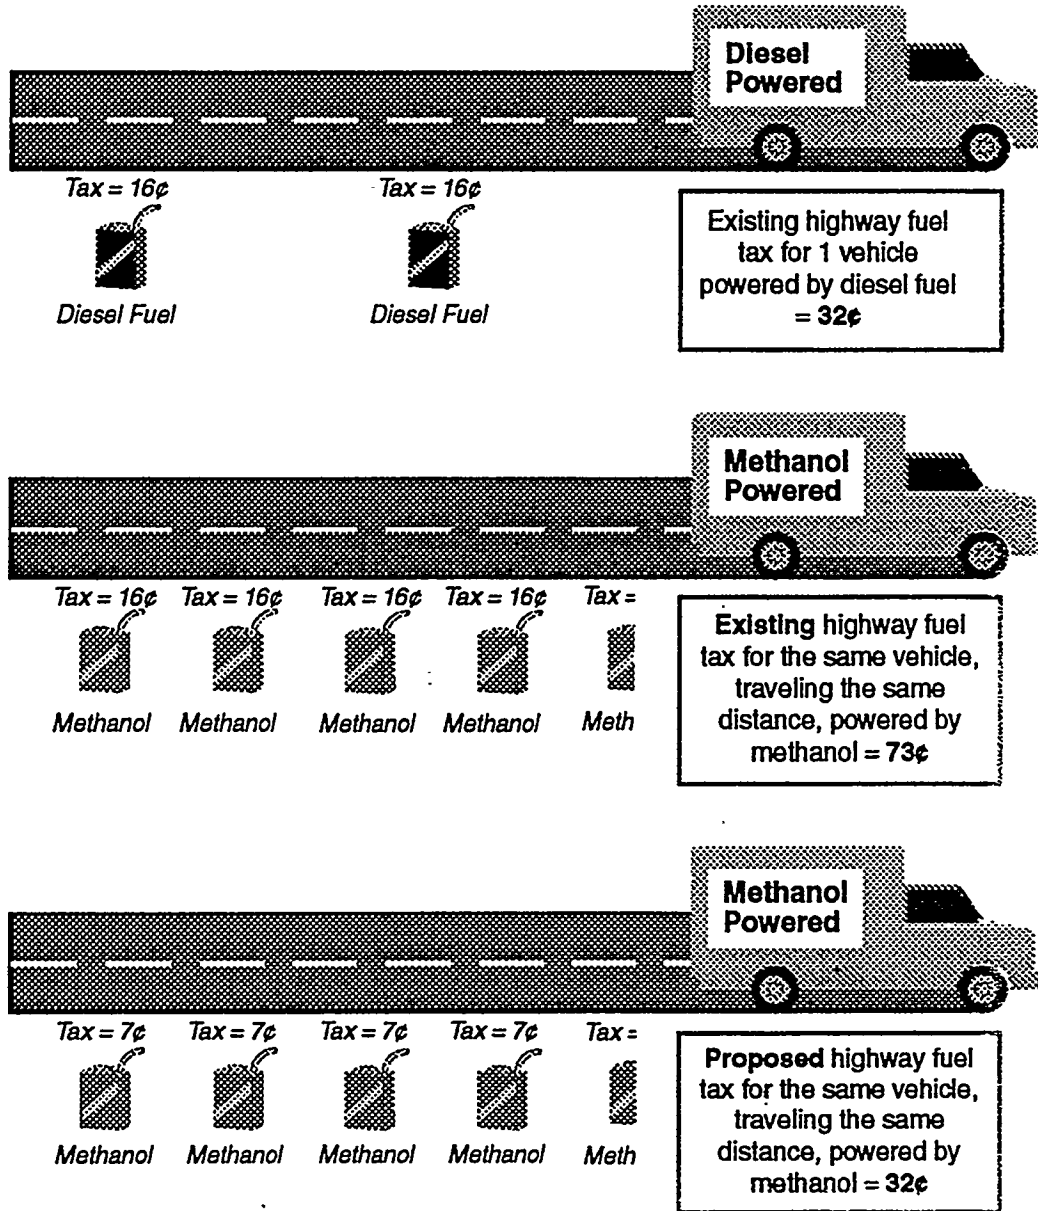 Diesel
Powered
Tax = 16¢ Tax = 16¢
Diesel Fuel Diesel Fuel
Existing highway fuel
tax for 1 vehicle
powered by diesel fuel
= 32¢
Methanol
Powered
Tax = 16¢ Tax = 16¢ Tax = 16¢ Tax = 16¢ Tax =
Methanol Methanol Methanol Methanol Meth
Existing highway fuel
tax for the same vehicle,
traveling the same
distance, powered by
methanol = 73¢
Methanol
Powered
Tax = 7¢ Tax = 7¢ Tax = 7¢ Tax = 7¢ Tax =
Methanol Methanol Methanol Methanol Meth
Proposed highway fuel
tax for the same vehicle,
traveling the same
distance, powered by
methanol = 32¢